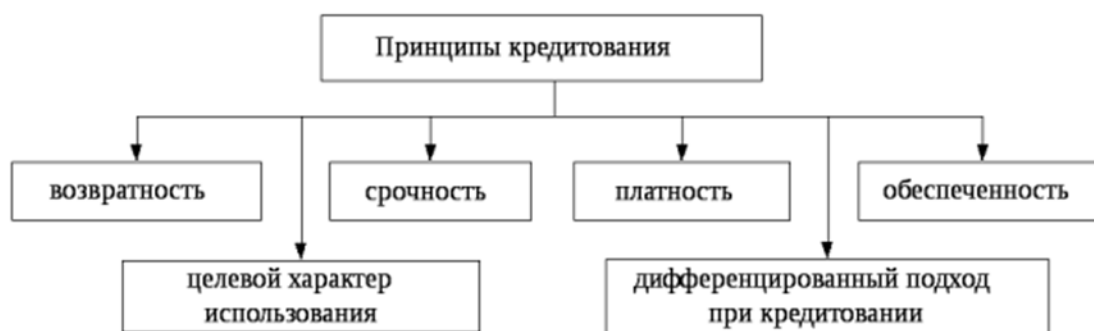 Принципы кредитования
возвратность
срочность
платность
обеспеченность
целевой характер
использования
дифференцированный подход
при кредитовании